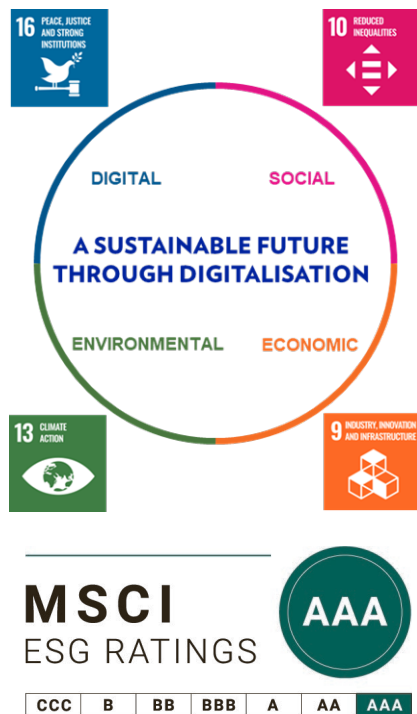 16 PEACE, JUSTICE
AND STRONG
INSTITUTIONS
10 REDUCED
INEQUALITIES
DIGITAL
SOCIAL
A SUSTAINABLE FUTURE
THROUGH DIGITALISATION
ENVIRONMENTAL
ECONOMIC
13 CLIMATE
ACTION
9 INDUSTRY, INNOVATION
AND INFRASTRUCTURE
MSCI
ESG RATINGS
AAA
CCC B BB BBB A AA AAA